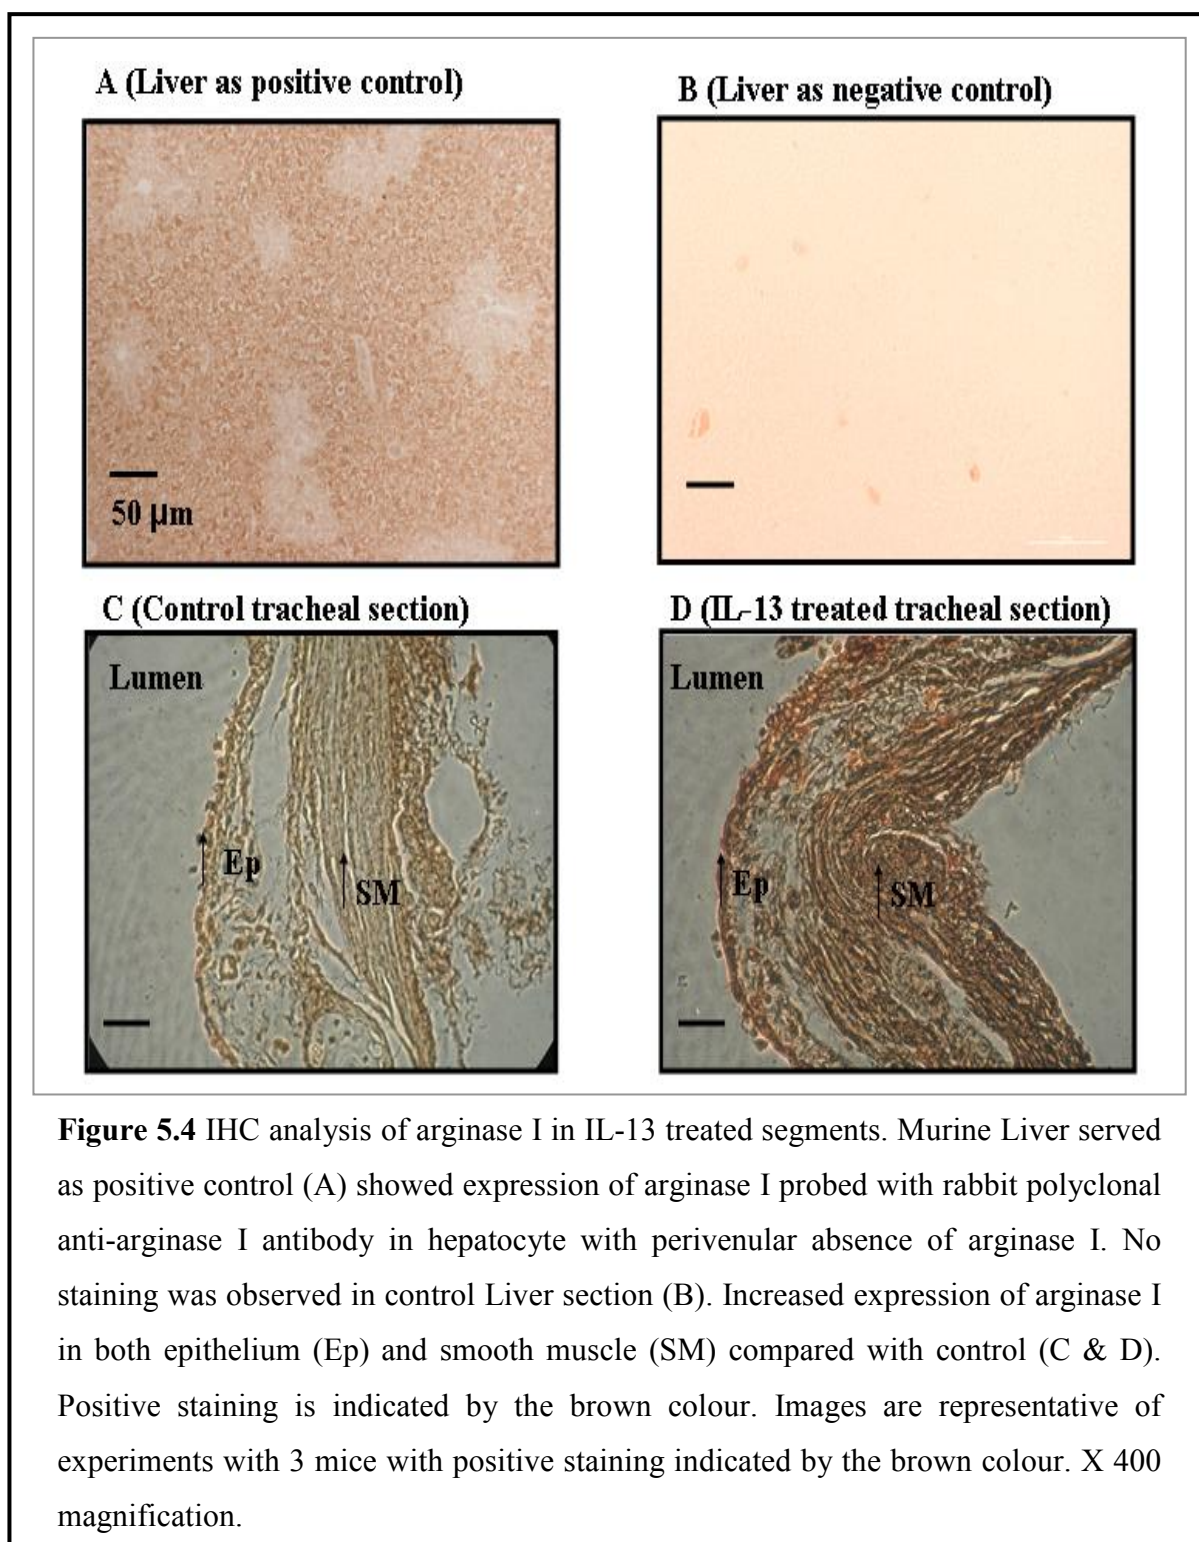 A (Liver as positive control)
B (Liver as negative control)
50 μm
C (Control tracheal section)
D (IL-13 treated tracheal section)
Lumen
Ep
SM
Lumen
Ep
SM
Figure 5.4 IHC analysis of arginase I in IL-13 treated segments. Murine Liver served
as positive control (A) showed expression of arginase I probed with rabbit polyclonal
anti-arginase I antibody in hepatocyte with perivenular absence of arginase I. No
staining was observed in control Liver section (B). Increased expression of arginase I
in both epithelium (Ep) and smooth muscle (SM) compared with control (C & D).
Positive staining is indicated by the brown colour. Images are representative of
experiments with 3 mice with positive staining indicated by the brown colour. X 400
magnification.